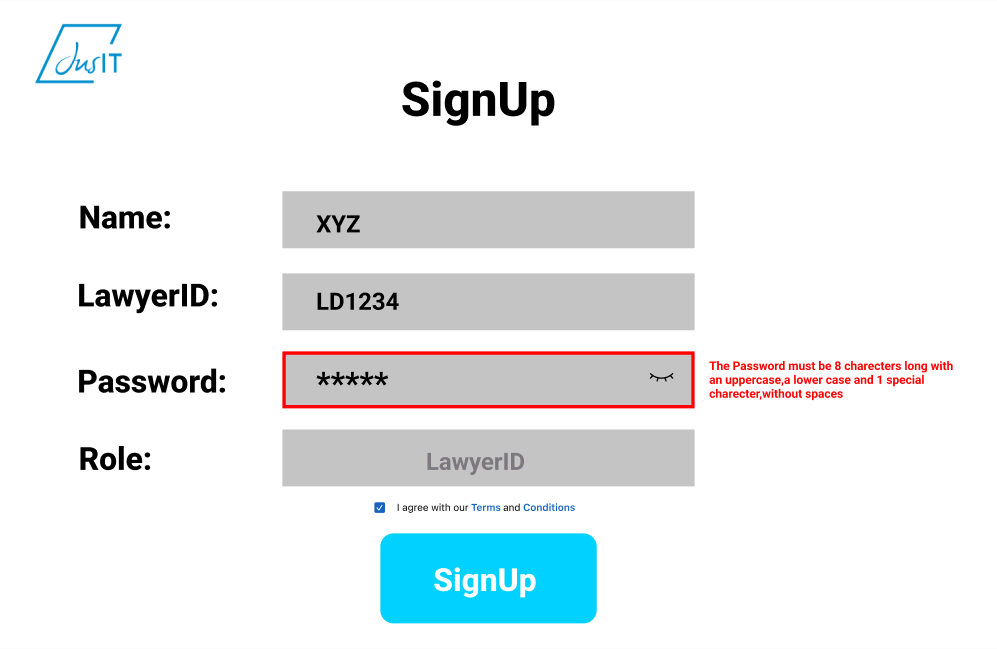 JusIT
SignUp
Name:
XYZ
LawyerID:
LD1234
Password:
*****
The Password must be 8 charecters long with
an uppercase,a lower case and 1 special
charecter,without spaces
Role:
LawyerID
I agree with our Terms and Conditions
SignUp